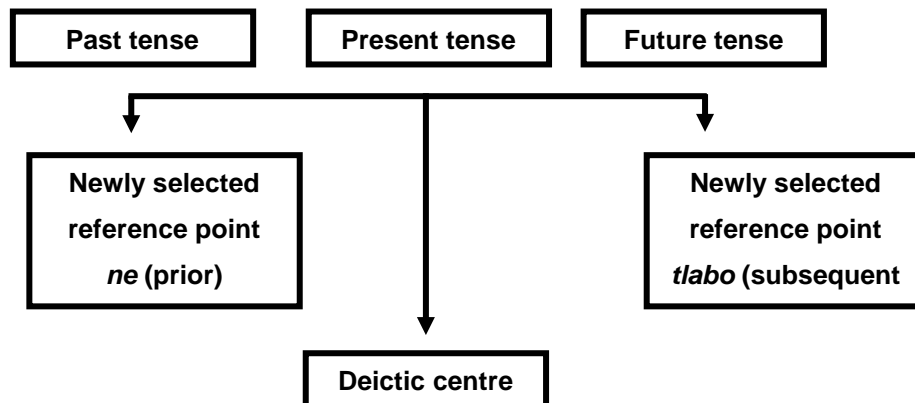 Past tense
Present tense
Future tense
Newly selected
reference point
ne (prior)
Newly selected
reference point
tlabo (subsequent
Deictic centre